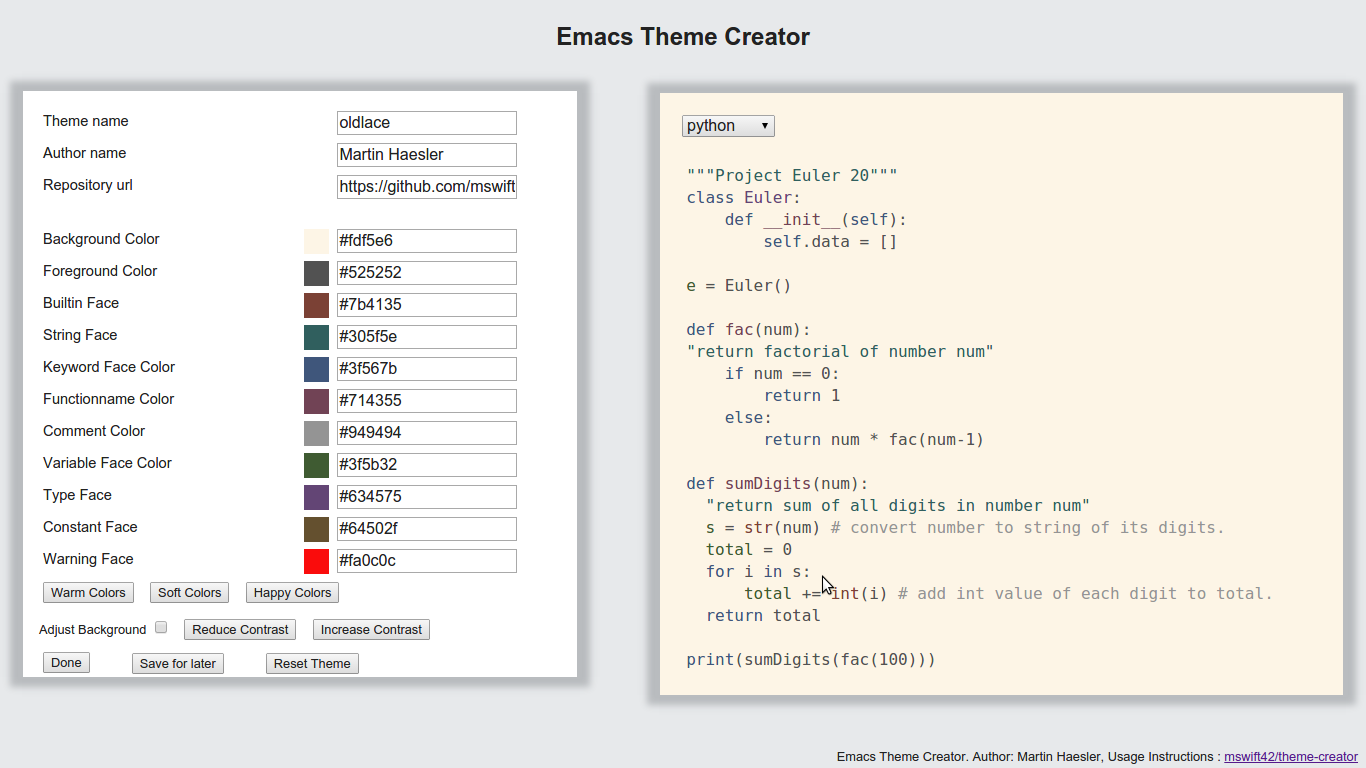 Emacs Theme Creator
Theme name oldlace
Author name Martin Haesler
Repository url https://github.com/mswift
Background Color #fdf5e6
Foreground Color #525252
Builtin Face #7b4135
String Face #305f5e
Keyword Face Color #3f567b
Functionname Color #714355
Comment Color #949494
Variable Face Color #3f5b32
Type Face #634575
Constant Face #64502f
Warning Face #fa0c0c
Warm Colors Soft Colors Happy Colors
Adjust Background Reduce Contrast Increase Contrast
Done Save for later Reset Theme
python
"""Project Euler 20"""
class Euler:
    def __init__(self):
        self.data = []
e = Euler()
def fac(num):
"return factorial of number num"
    if num == 0:
        return 1
    else:
        return num * fac(num-1)
def sumDigits(num):
  "return sum of all digits in number num"
  s = str(num) # convert number to string of its digits.
  total = 0
  for i in s:
      total += int(i) # add int value of each digit to total.
  return total
print(sumDigits(fac(100)))
Emacs Theme Creator. Author: Martin Haesler, Usage Instructions : mswift42/theme-creator